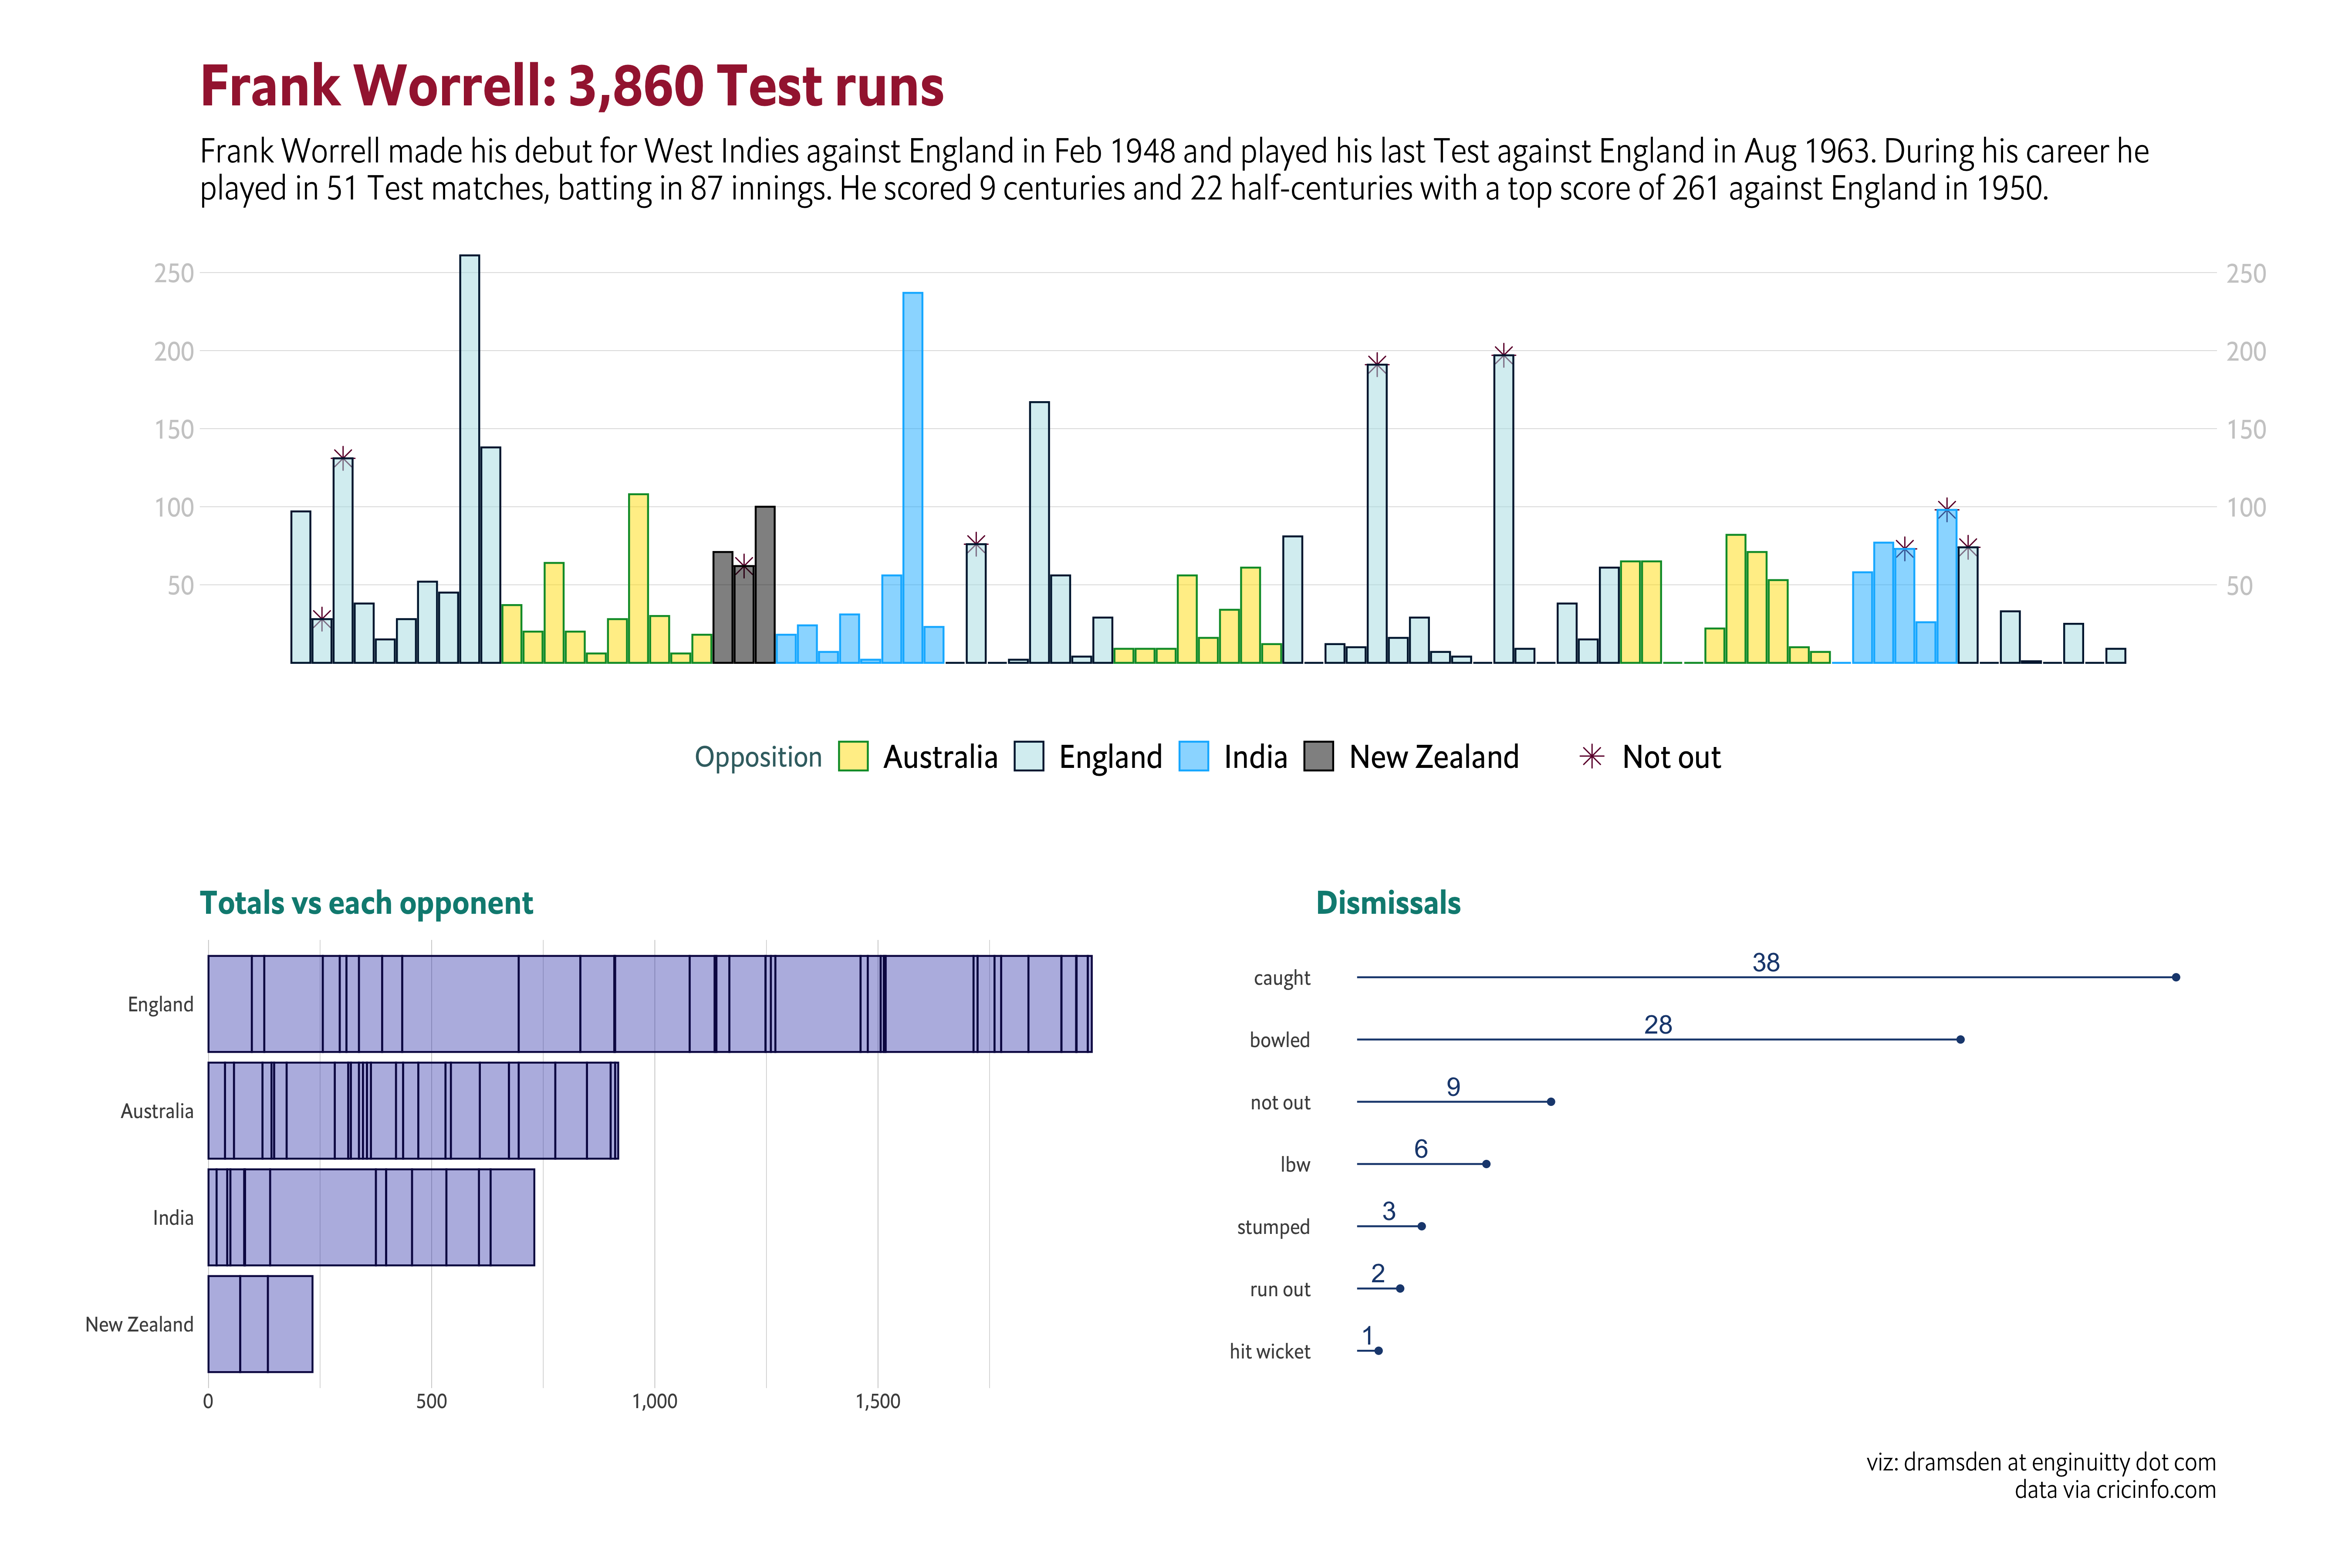 Frank Worrell: 3,860 Test runs
Frank Worrell made his debut for West Indies against England in Feb 1948 and played his last Test against England in Aug 1963. During his career he
played in 51 Test matches, batting in 87 innings. He scored 9 centuries and 22 half-centuries with a top score of 261 against England in 1950.
250 250
200 200
150 150
100 100
50 50
Opposition Australia England India New Zealand Not out
Totals vs each opponent
England
Australia
India
New Zealand
0 500 1,000 1,500
Dismissals
caught 38
bowled 28
not out 9
lbw 6
stumped 3
run out 2
hit wicket 1
viz: dramsden at enginuitty dot com
data via cricinfo.com